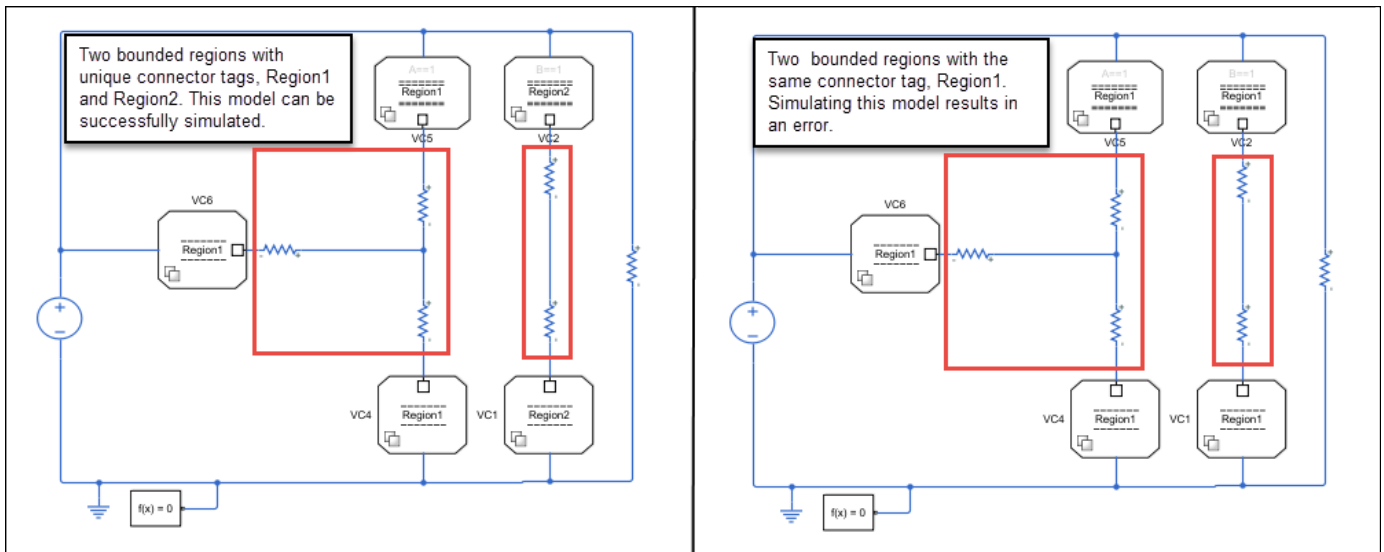 Two bounded regions with
unique connector tags, Region1
and Region2. This model can be
successfully simulated.
A==1
Region1
VC5
B==1
Region2
VC2
VC6
Region1
+
-
+
-
+
-
+
-
-
+
+
-
+
-
+
−
VC4
Region1
VC1
Region2
f(x) = 0
Two  bounded regions with the
same connector tag, Region1.
Simulating this model results in
an error.
A==1
Region1
VC5
B==1
Region1
VC2
VC6
Region1
+
-
+
-
+
-
-
+
+
-
+
-
+
−
VC4
Region1
VC1
Region1
f(x) = 0